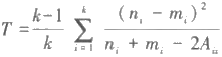 T = \frac{k-1}{k} \sum_{i=1}^{k} \frac{(n_i - m_i)^2}{n_i + m_i - 2A_{ii}}